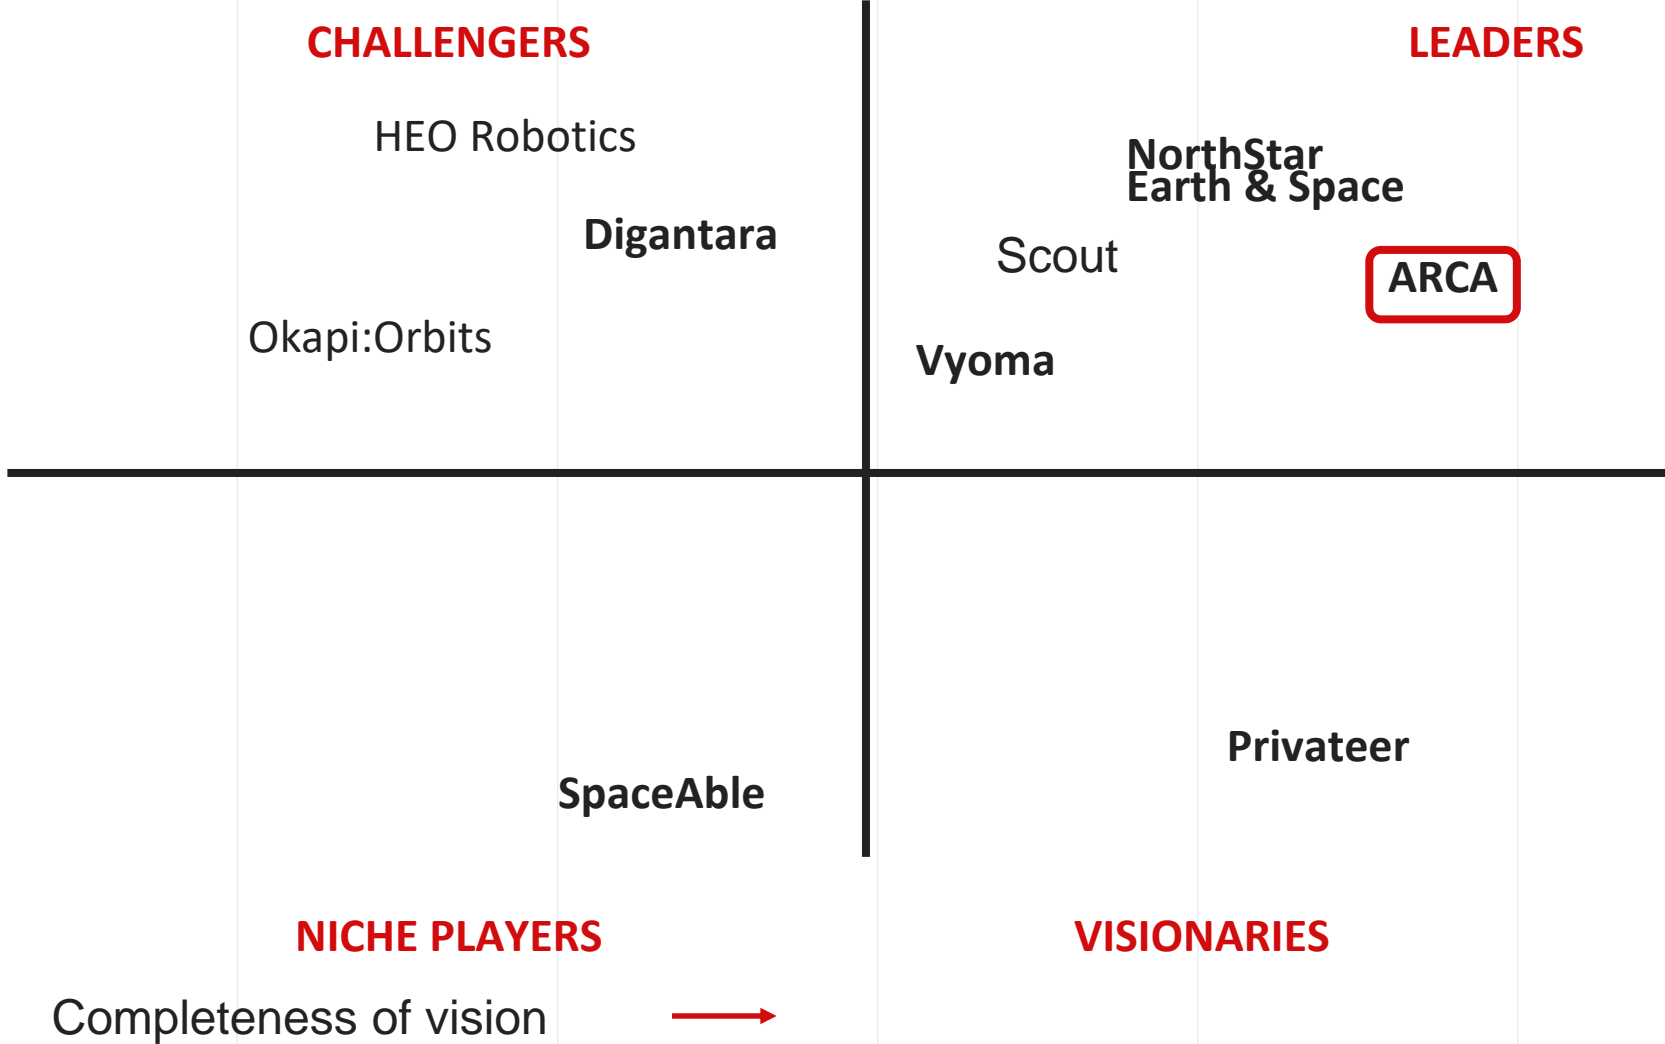 CHALLENGERS
LEADERS
HEO Robotics
NorthStar
Earth & Space
Digantara
Scout
ARCA
Okapi:Orbits
Vyoma
Privateer
SpaceAble
NICHE PLAYERS
VISIONARIES
Completeness of vision